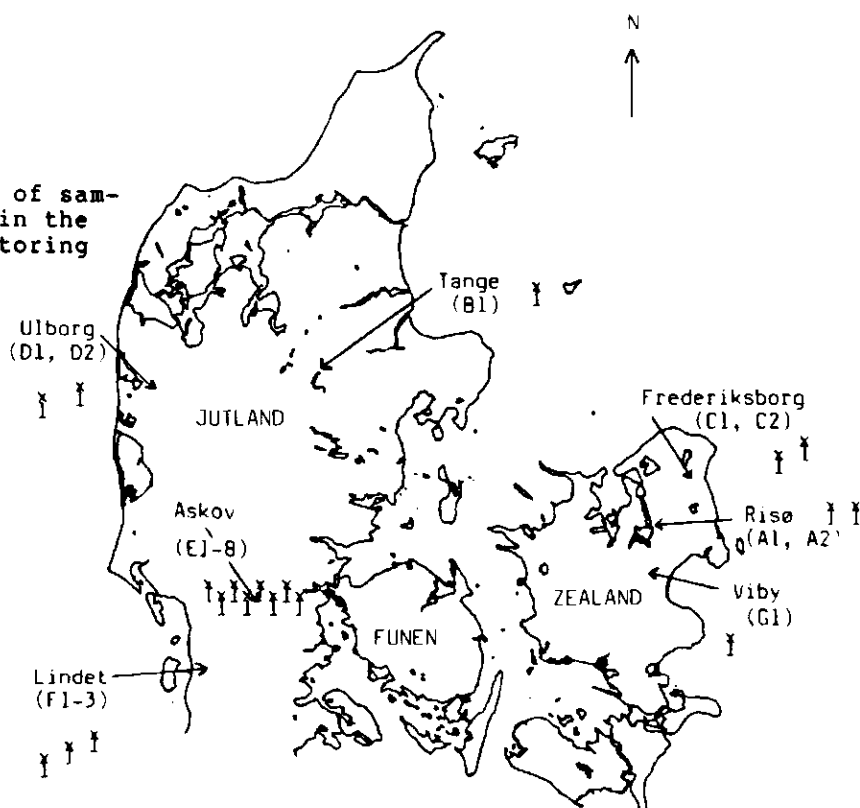 N
of sam-
in the
toring
Tange
(B1)
Ulborg
(D1, D2)
JUTLAND
Frederiksborg
(C1, C2)
Askov
(E1-8)
Risø
(A1, A2)
ZEALAND
Viby
(G1)
FUNEN
Lindet
(F1-3)